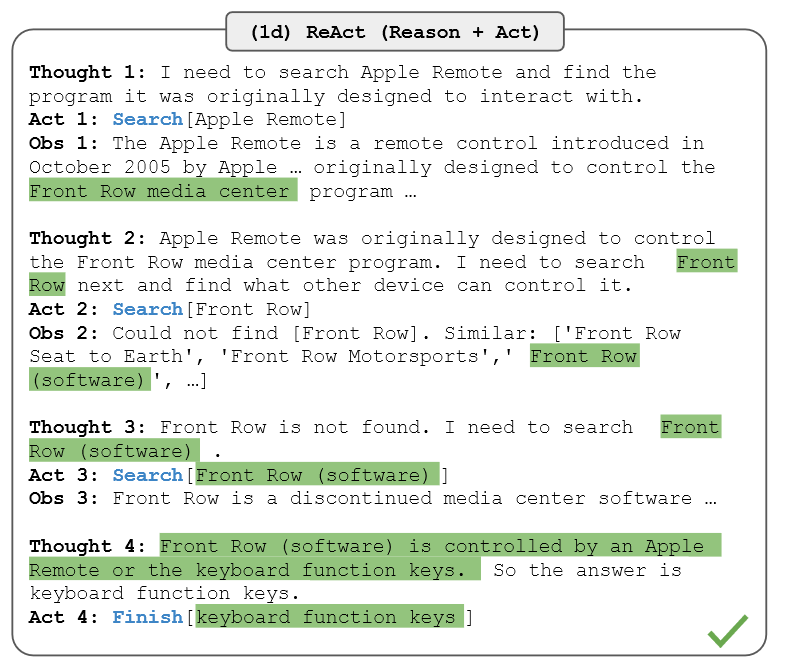 (1d) ReAct (Reason + Act)
Thought 1: I need to search Apple Remote and find the
program it was originally designed to interact with.
Act 1: Search[Apple Remote]
Obs 1: The Apple Remote is a remote control introduced in
October 2005 by Apple … originally designed to control the
Front Row media center program …
Thought 2: Apple Remote was originally designed to control
the Front Row media center program. I need to search Front
Row next and find what other device can control it.
Act 2: Search[Front Row]
Obs 2: Could not find [Front Row]. Similar: ['Front Row
Seat to Earth', 'Front Row Motorsports',' Front Row
(software)', …]
Thought 3: Front Row is not found. I need to search Front
Row (software) .
Act 3: Search[Front Row (software) ]
Obs 3: Front Row is a discontinued media center software …
Thought 4: Front Row (software) is controlled by an Apple
Remote or the keyboard function keys. So the answer is
keyboard function keys.
Act 4: Finish[keyboard function keys ]